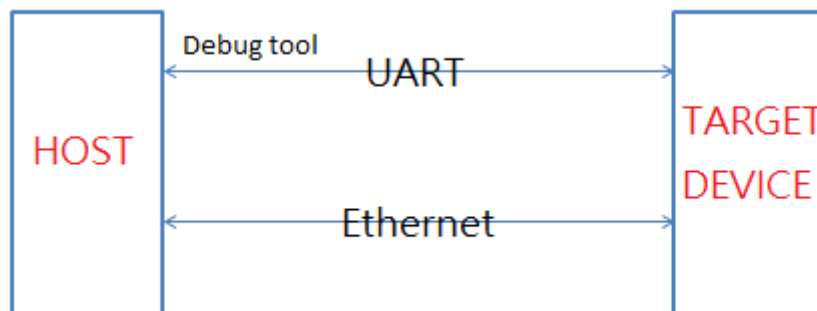 Debug tool
UART
HOST
TARGET
DEVICE
Ethernet